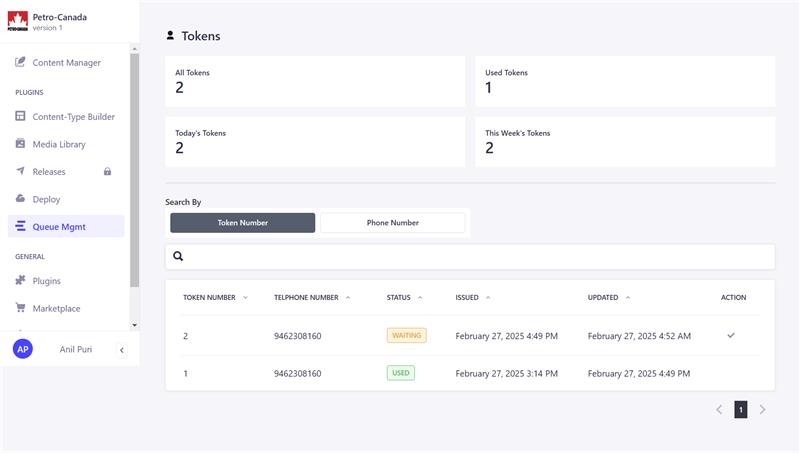 Petro-Canada
version 1
PETRO-CANADA
Content Manager
PLUGINS
Content-Type Builder
Media Library
Releases
Deploy
Queue Mgmt
GENERAL
Plugins
Marketplace
AP Anil Puri
Tokens
All Tokens
2
Used Tokens
1
Today's Tokens
2
This Week's Tokens
2
Search By
Token Number Phone Number
TOKEN NUMBER TELPHONE NUMBER STATUS ISSUED UPDATED ACTION
2 9462308160 WAITING February 27, 2025 4:49 PM February 27, 2025 4:52 AM
1 9462308160 USED February 27, 2025 3:14 PM February 27, 2025 4:49 PM
1